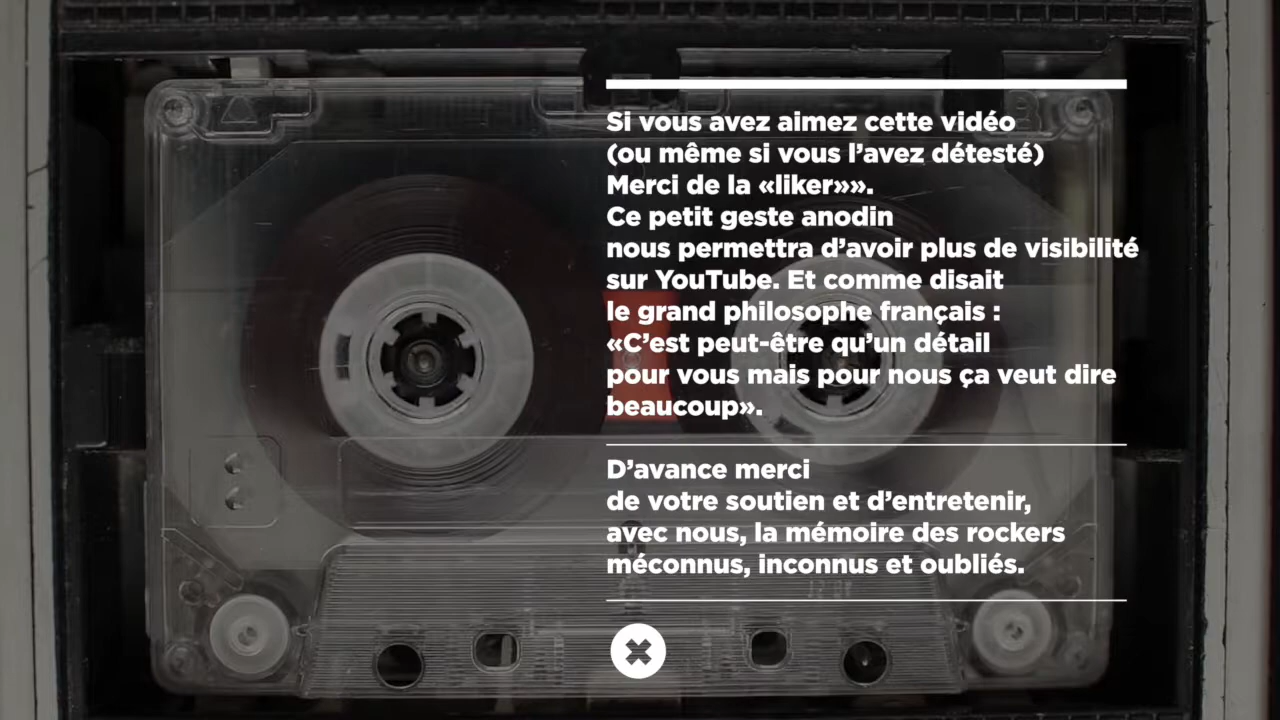 Si vous avez aimez cette vidéo
(ou même si vous l’avez détesté)
Merci de la «liker»».
Ce petit geste anodin
nous permettra d’avoir plus de visibilité
sur YouTube. Et comme disait
le grand philosophe français :
«C’est peut-être qu’un détail
pour vous mais pour nous ça veut dire
beaucoup».
D’avance merci
de votre soutien et d’entretenir,
avec nous, la mémoire des rockers
méconnus, inconnus et oubliés.